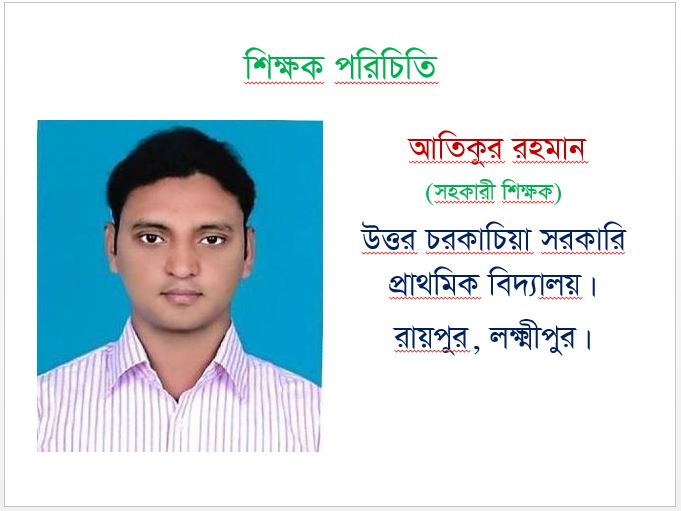 শিক্ষক পরিচিতি
আতিকুর রহমান
(সহকারী শিক্ষক)
উত্তর চরকাচিয়া সরকারি
প্রাথমিক বিদ্যালয়।
রায়পুর, লক্ষ্মীপুর।